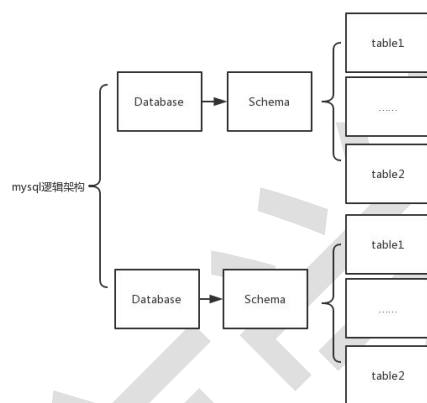 table1
Database
Schema
……
table2
mysql逻辑架构
table1
Database
Schema
……
table2